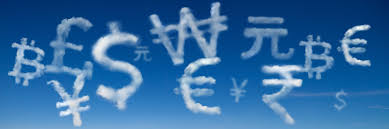 ₿ £ $ 元 ₩ 元 ₿ €
¥ € ¥ ₹ $